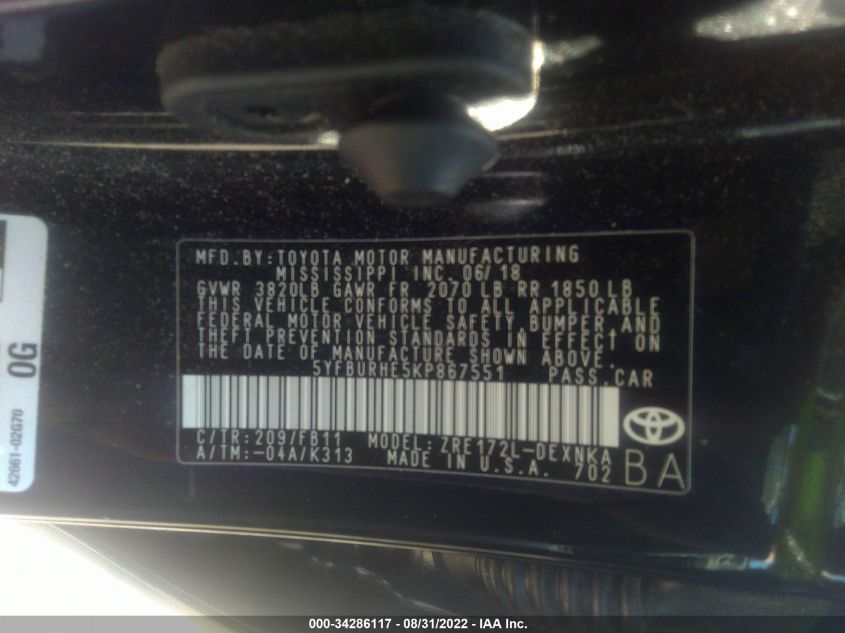 MFD.BY:TOYOTA MOTOR MANUFACTURING
MISSISSIPPI INC. 06/18
GVWR 3820LB GAWR FR 2070 LB RR 1850 LB
THIS VEHICLE CONFORMS TO ALL APPLICABLE
FEDERAL MOTOR VEHICLE SAFETY,BUMPER,AND
THEFT PREVENTION STANDARDS IN EFFECT ON
THE DATE OF MANUFACTURE SHOWN ABOVE.
5YFBURHE5KP867551 PASS.CAR
C/TR:209/FB11 MODEL:ZRE172L-DEXNKA
A/TM:-04A/K313 MADE IN U.S.A. 702
BA
0G
42661-02G70
000-34286117 - 08/31/2022 - IAA Inc.